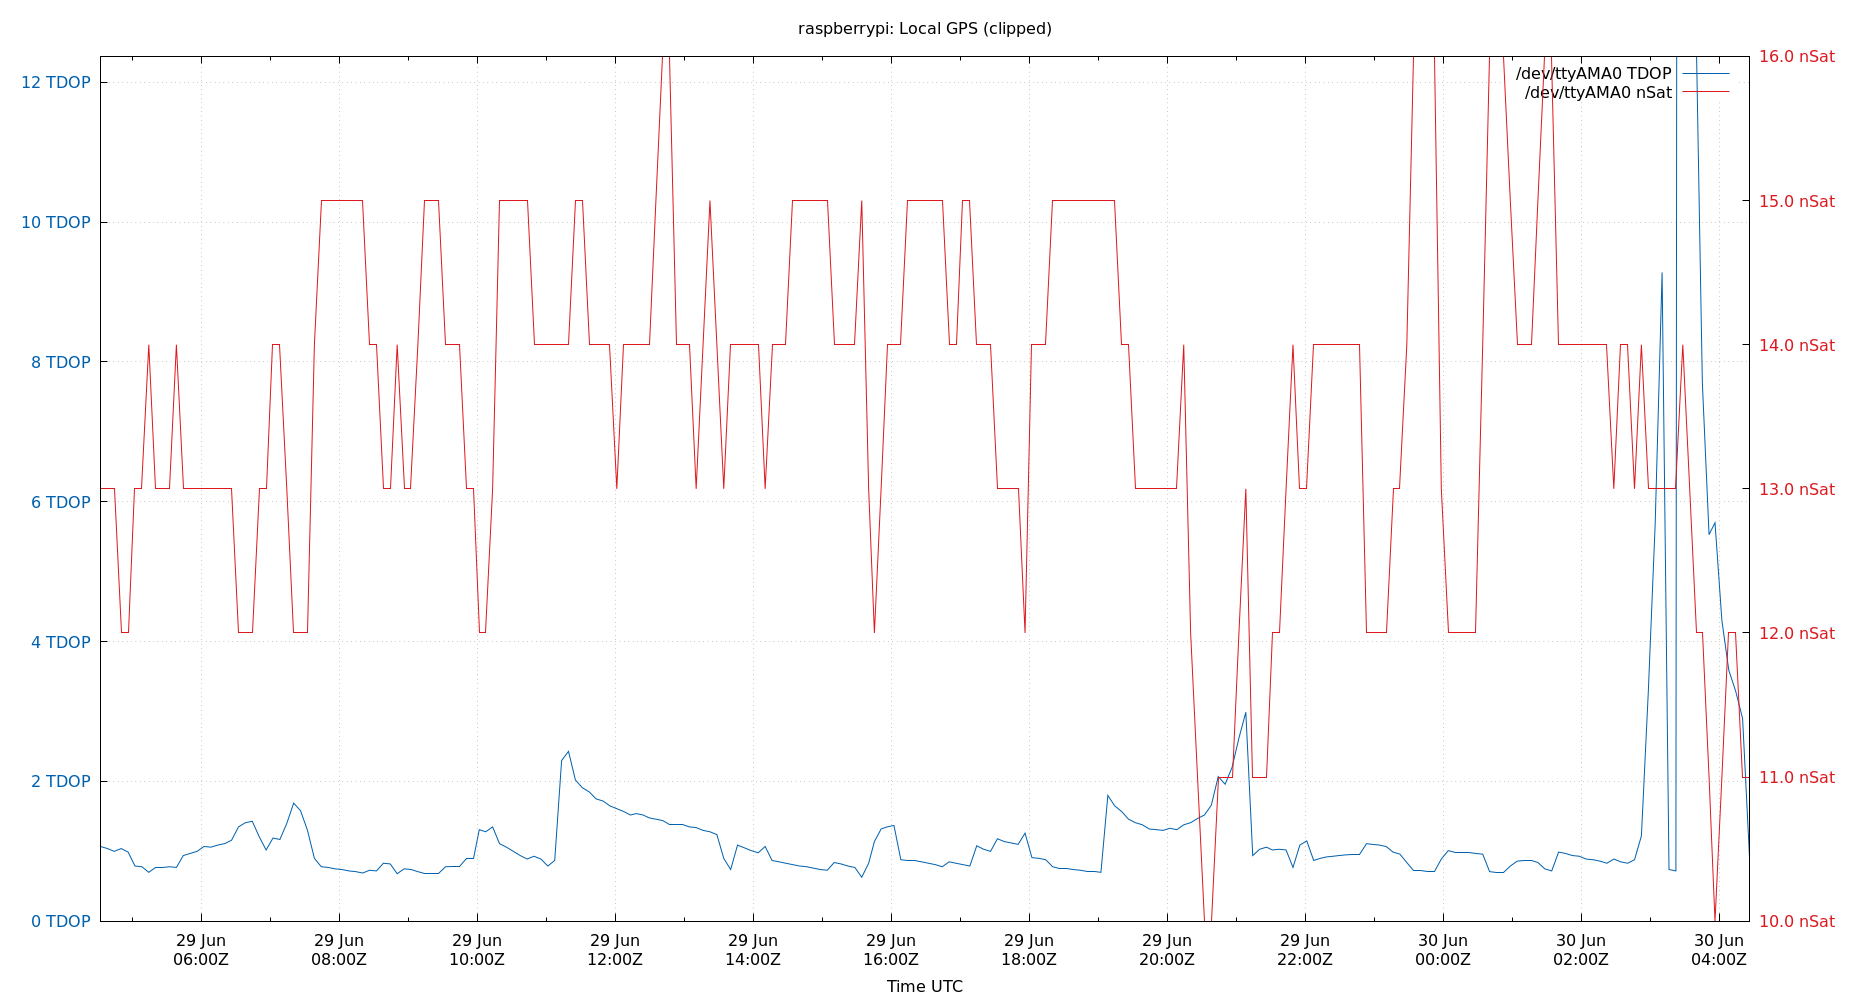 raspberrypi: Local GPS (clipped)
/dev/ttyAMA0 TDOP
/dev/ttyAMA0 nSat
12 TDOP
10 TDOP
8 TDOP
6 TDOP
4 TDOP
2 TDOP
0 TDOP
16.0 nSat
15.0 nSat
14.0 nSat
13.0 nSat
12.0 nSat
11.0 nSat
10.0 nSat
29 Jun
06:00Z
29 Jun
08:00Z
29 Jun
10:00Z
29 Jun
12:00Z
29 Jun
14:00Z
29 Jun
16:00Z
29 Jun
18:00Z
29 Jun
20:00Z
29 Jun
22:00Z
30 Jun
00:00Z
30 Jun
02:00Z
30 Jun
04:00Z
Time UTC